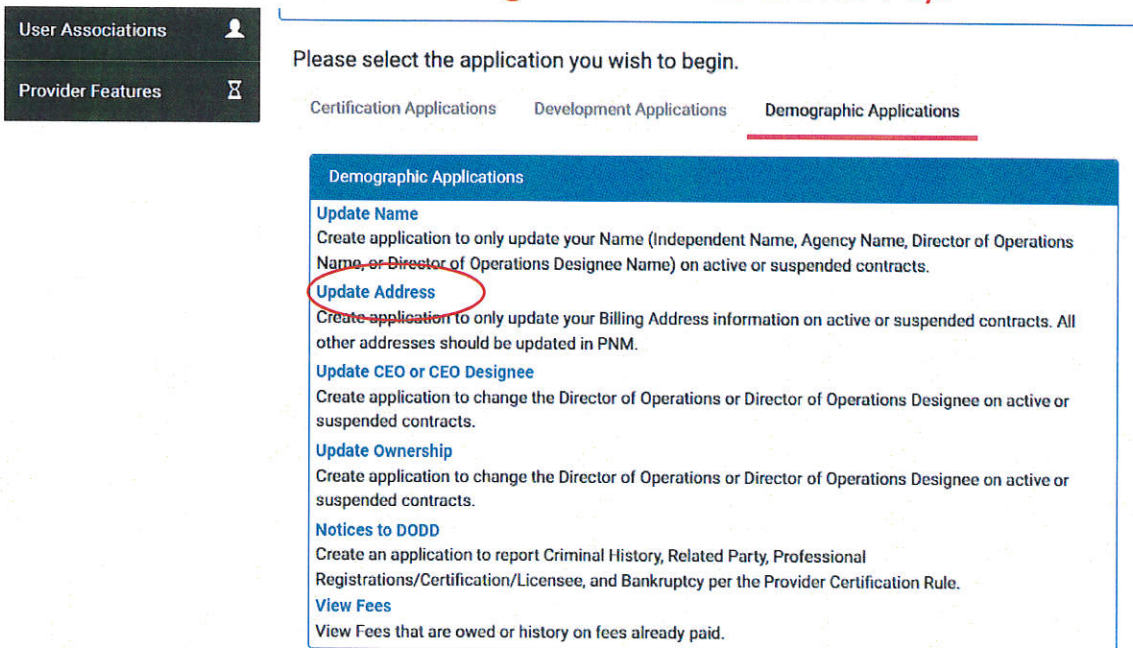 User Associations
Provider Features
Please select the application you wish to begin.
Certification Applications Development Applications Demographic Applications
Demographic Applications
Update Name
Create application to only update your Name (Independent Name, Agency Name, Director of Operations
Name, or Director of Operations Designee Name) on active or suspended contracts.
Update Address
Create application to only update your Billing Address information on active or suspended contracts. All
other addresses should be updated in PNM.
Update CEO or CEO Designee
Create application to change the Director of Operations or Director of Operations Designee on active or
suspended contracts.
Update Ownership
Create application to change the Director of Operations or Director of Operations Designee on active or
suspended contracts.
Notices to DODD
Create an application to report Criminal History, Related Party, Professional
Registrations/Certification/Licensee, and Bankruptcy per the Provider Certification Rule.
View Fees
View Fees that are owed or history on fees already paid.